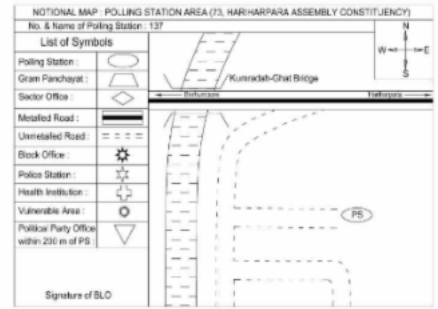 NOTIONAL MAP : POLLING STATION AREA (73, HARIHARPARA ASSEMBLY CONSTITUENCY)
No. & Name of Polling Station : 137
List of Symbols
Polling Station :
Gram Panchayat :
Sector Office :
Metalled Road :
Unmetalled Road :
Block Office :
Police Station :
Health Institution :
Vulnerable Area :
Political Party Office
within 200 m of PS :
Signature of BLO
N
W
E
S
Kumradah-Ghat Bridge
PS